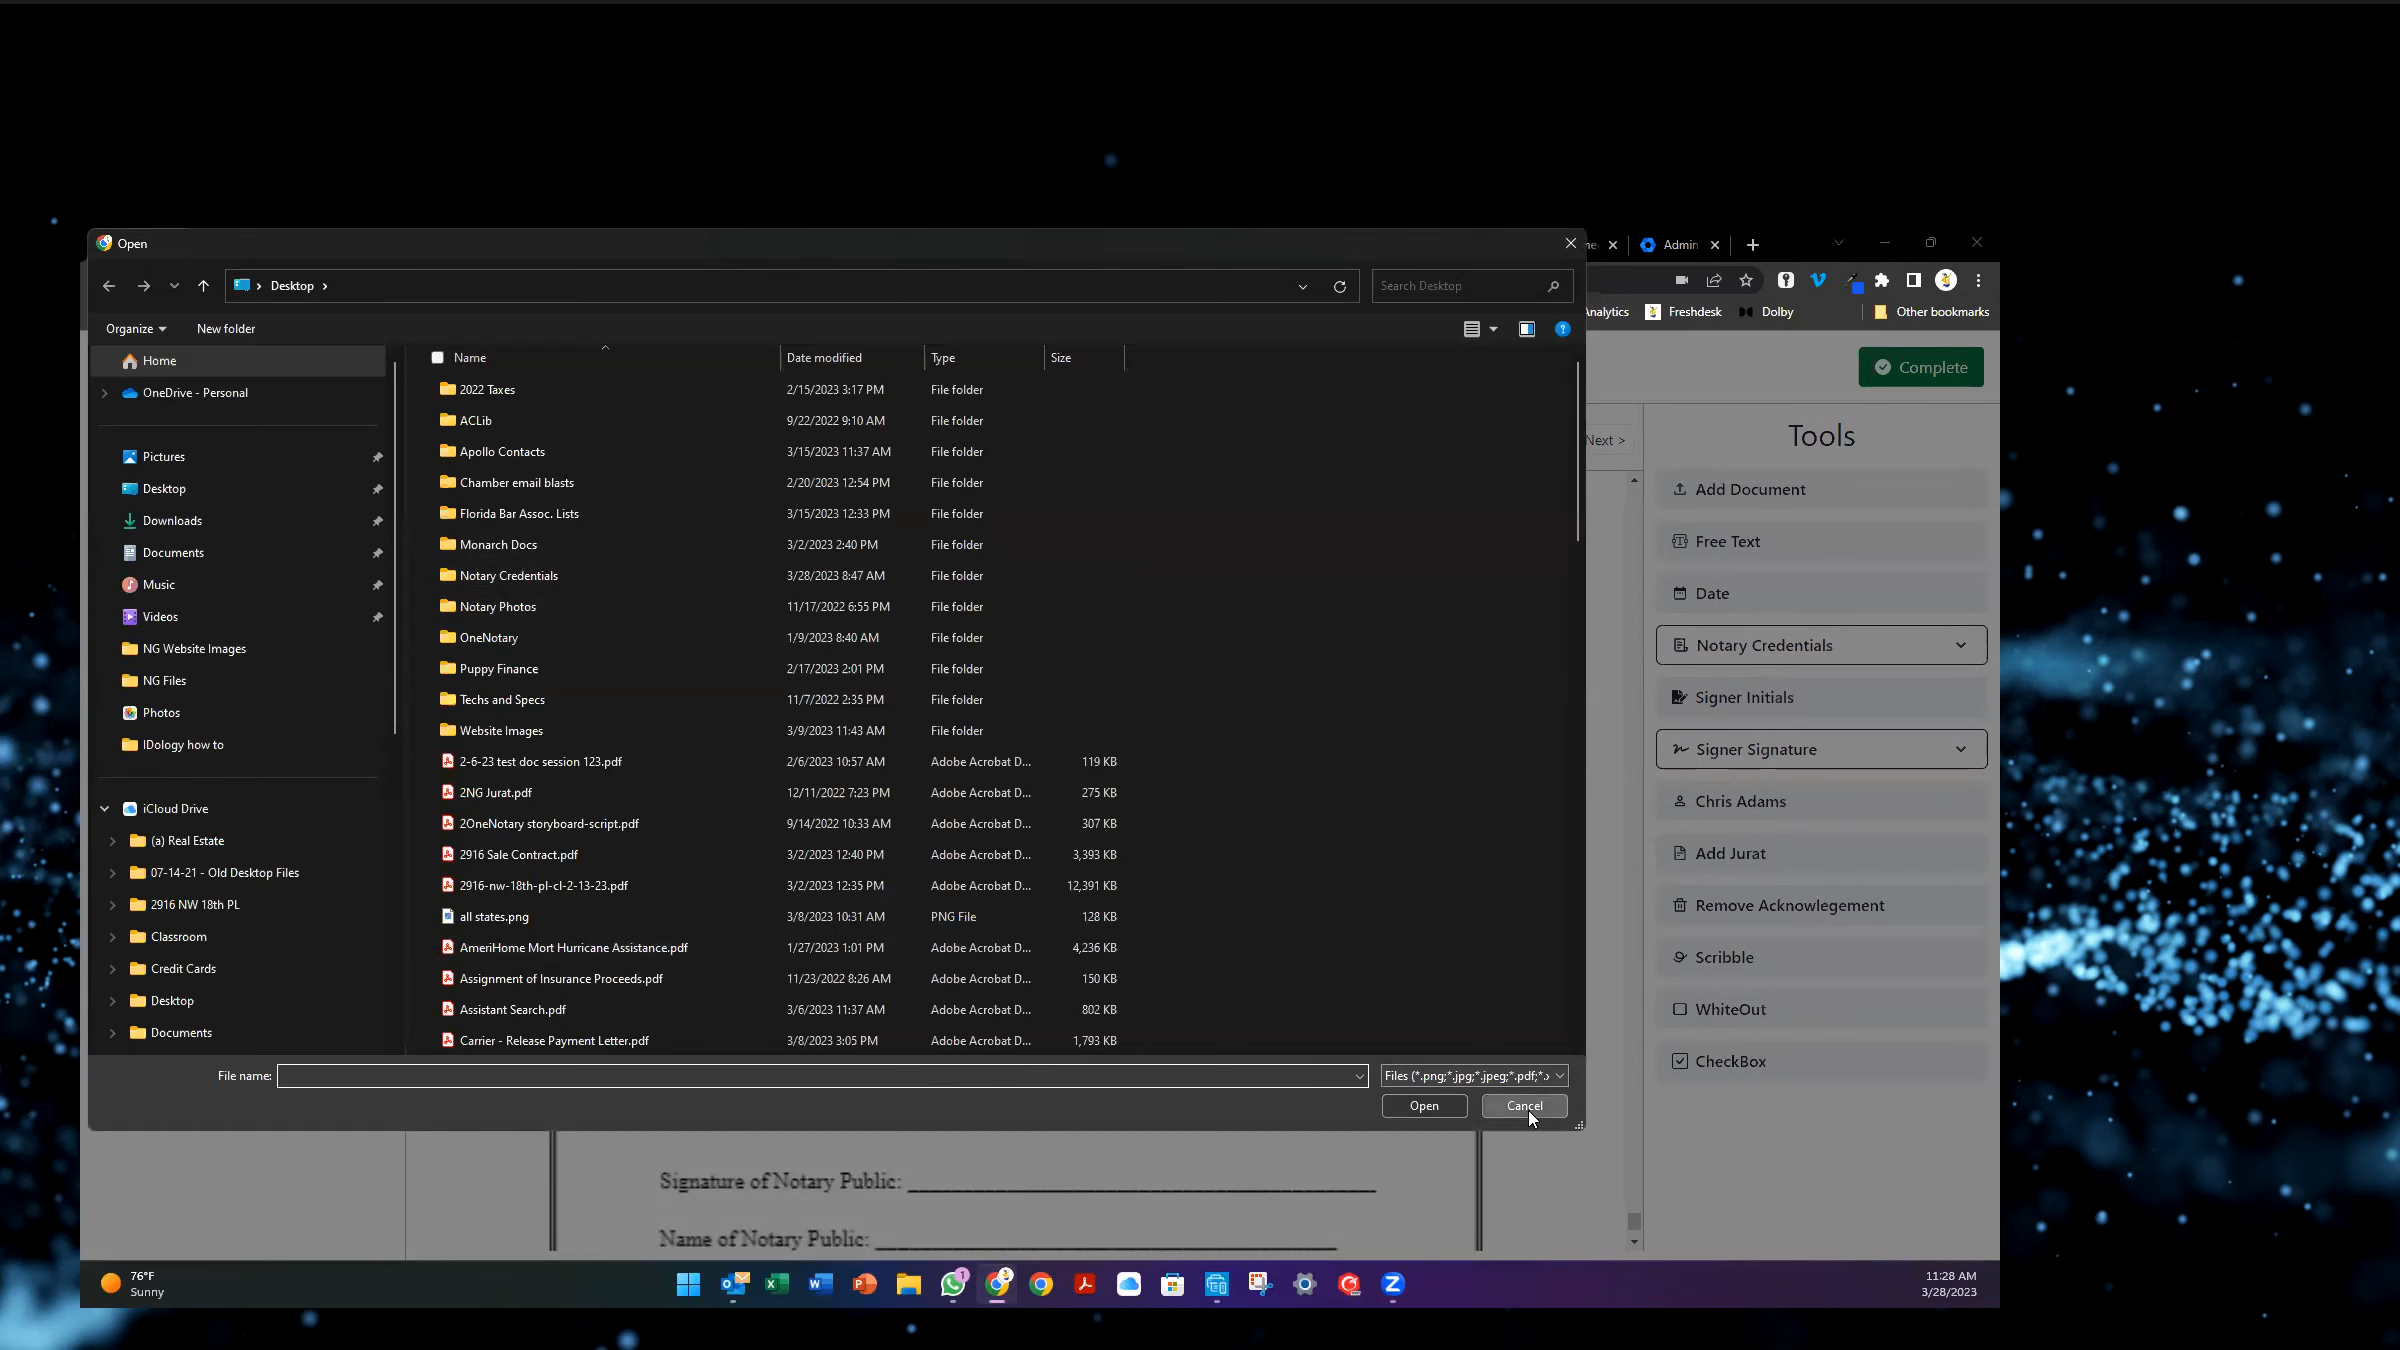 Open
Admin
Desktop
Search Desktop
Analytics
Freshdesk
Dolby
Other bookmarks
Organize
New folder
Name
Date modified
Type
Size
Home
OneDrive - Personal
Pictures
Desktop
Downloads
Documents
Music
Videos
NG Website Images
NG Files
Photos
IDology how to
iCloud Drive
(a) Real Estate
07-14-21 - Old Desktop Files
2916 NW 18th PL
Classroom
Credit Cards
Desktop
Documents
2022 Taxes 2/15/2023 3:17 PM File folder
ACLib 9/22/2022 9:10 AM File folder
Apollo Contacts 3/15/2023 11:37 AM File folder
Chamber email blasts 2/20/2023 12:54 PM File folder
Florida Bar Assoc. Lists 3/15/2023 12:33 PM File folder
Monarch Docs 3/2/2023 2:40 PM File folder
Notary Credentials 3/28/2023 8:47 AM File folder
Notary Photos 11/17/2022 6:55 PM File folder
OneNotary 1/9/2023 8:40 AM File folder
Puppy Finance 2/17/2023 2:01 PM File folder
Techs and Specs 11/7/2022 2:35 PM File folder
Website Images 3/9/2023 11:43 AM File folder
2-6-23 test doc session 123.pdf 2/6/2023 10:57 AM Adobe Acrobat D... 119 KB
2NG Jurat.pdf 12/11/2022 7:23 PM Adobe Acrobat D... 275 KB
2OneNotary storyboard-script.pdf 9/14/2022 10:33 AM Adobe Acrobat D... 307 KB
2916 Sale Contract.pdf 3/2/2023 12:40 PM Adobe Acrobat D... 3,393 KB
2916-nw-18th-pl-cl-2-13-23.pdf 3/2/2023 12:35 PM Adobe Acrobat D... 12,391 KB
all states.png 3/8/2023 10:31 AM PNG File 128 KB
AmeriHome Mort Hurricane Assistance.pdf 1/27/2023 1:01 PM Adobe Acrobat D... 4,236 KB
Assignment of Insurance Proceeds.pdf 11/23/2022 8:26 AM Adobe Acrobat D... 150 KB
Assistant Search.pdf 3/6/2023 11:37 AM Adobe Acrobat D... 802 KB
Carrier - Release Payment Letter.pdf 3/8/2023 3:05 PM Adobe Acrobat D... 1,793 KB
File name:
Files (*.png;*.jpg;*.jpeg;*.pdf;*.
Open
Cancel
Complete
Next >
Tools
Add Document
Free Text
Date
Notary Credentials
Signer Initials
Signer Signature
Chris Adams
Add Jurat
Remove Acknowlegement
Scribble
WhiteOut
CheckBox
Signature of Notary Public:
Name of Notary Public:
76°F
Sunny
11:28 AM
3/28/2023